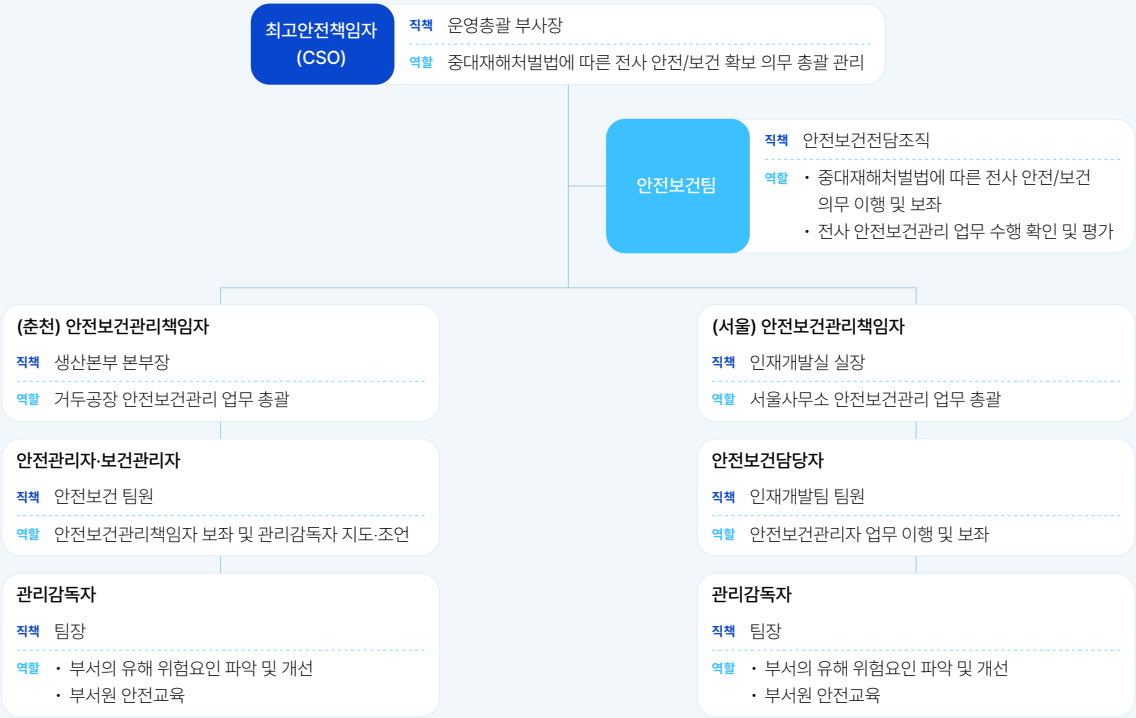 최고안전책임자
(CSO)
직책 운영총괄 부사장
역할 중대재해처벌법에 따른 전사 안전/보건 확보 의무 총괄 관리
안전보건팀
직책 안전보건전담조직
역할 • 중대재해처벌법에 따른 전사 안전/보건
의무 이행 및 보좌
• 전사 안전보건관리 업무 수행 확인 및 평가
(춘천) 안전보건관리책임자
직책 생산본부 본부장
역할 거두공장 안전보건관리 업무 총괄
안전관리자·보건관리자
직책 안전보건 팀원
역할 안전보건관리책임자 보좌 및 관리감독자 지도·조언
관리감독자
직책 팀장
역할 • 부서의 유해 위험요인 파악 및 개선
• 부서원 안전교육
(서울) 안전보건관리책임자
직책 인재개발실 실장
역할 서울사무소 안전보건관리 업무 총괄
안전보건담당자
직책 인재개발팀 팀원
역할 안전보건관리자 업무 이행 및 보좌
관리감독자
직책 팀장
역할 • 부서의 유해 위험요인 파악 및 개선
• 부서원 안전교육